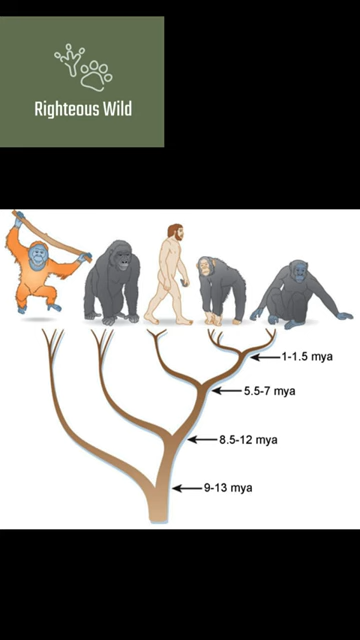 Righteous Wild
1-1.5 mya
5.5-7 mya
8.5-12 mya
9-13 mya